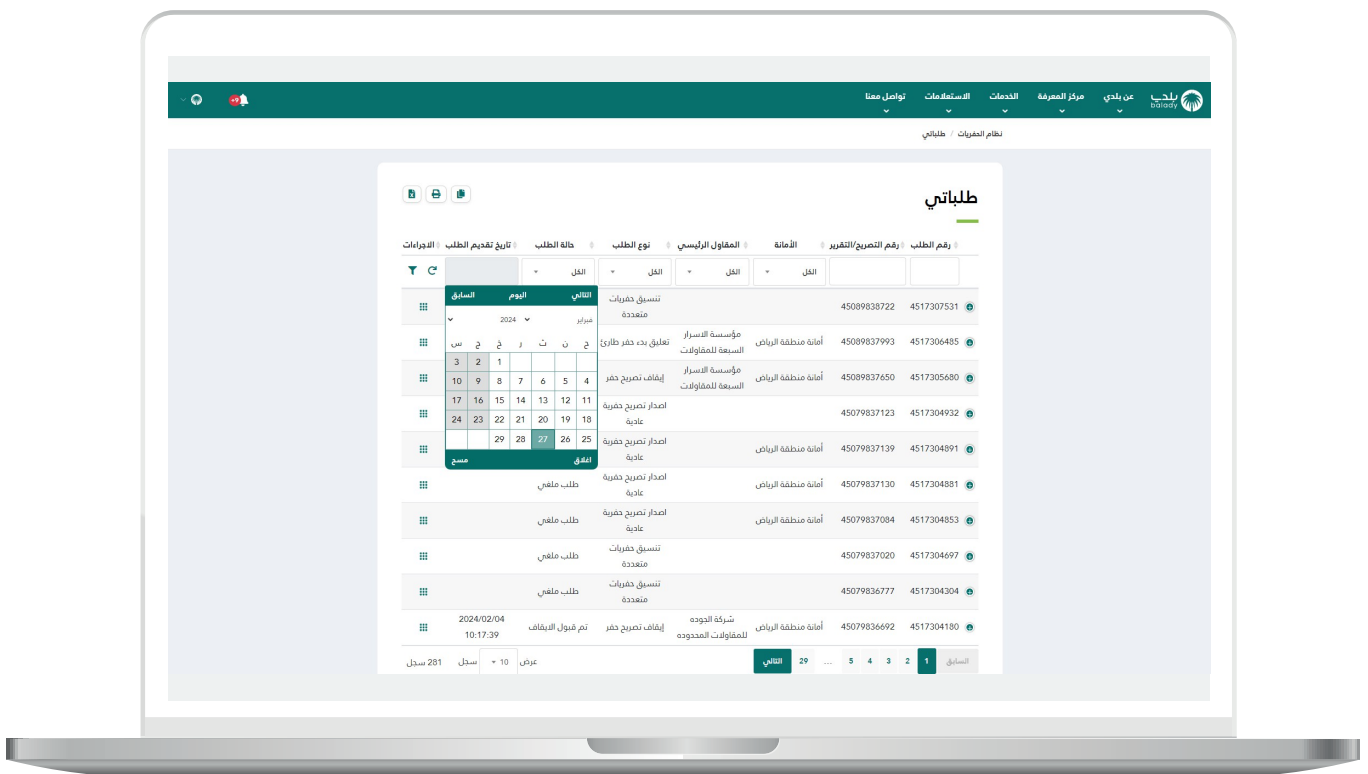 بلدي
balady
عن بلدي مركز المعرفة الخدمات الاستعلامات تواصل معنا
+9
نظام الحفريات / طلباتي
طلباتي
رقم الطلب رقم التصريح/التقرير الأمانة المقاول الرئيسي نوع الطلب حالة الطلب تاريخ تقديم الطلب الاجراءات
الكل الكل الكل الكل
4517307531 45089838722 تنسيق حفريات متعددة
4517306485 45089837993 أمانة منطقة الرياض مؤسسة الاسرار السبعة للمقاولات تعليق بدء حفر طارئ
4517305680 45089837650 أمانة منطقة الرياض مؤسسة الاسرار السبعة للمقاولات إيقاف تصريح حفر
4517304932 45079837123 اصدار تصريح حفرية عادية
4517304891 45079837139 أمانة منطقة الرياض اصدار تصريح حفرية عادية
4517304881 45079837130 أمانة منطقة الرياض اصدار تصريح حفرية عادية طلب ملغي
4517304853 45079837084 أمانة منطقة الرياض اصدار تصريح حفرية عادية طلب ملغي
4517304697 45079837020 تنسيق حفريات متعددة طلب ملغي
4517304304 45079836777 تنسيق حفريات متعددة طلب ملغي
4517304180 45079836692 أمانة منطقة الرياض شركة الجوده للمقاولات المحدوده إيقاف تصريح حفر تم قبول الايقاف 2024/02/04 10:17:39
التالي اليوم السابق
فبراير 2024
ح ن ث ر خ ج س
1 2 3
4 5 6 7 8 9 10
11 12 13 14 15 16 17
18 19 20 21 22 23 24
25 26 27 28 29
اغلاق مسح
السابق 1 2 3 4 5 ... 29 التالي
عرض 10 سجل 281 سجل